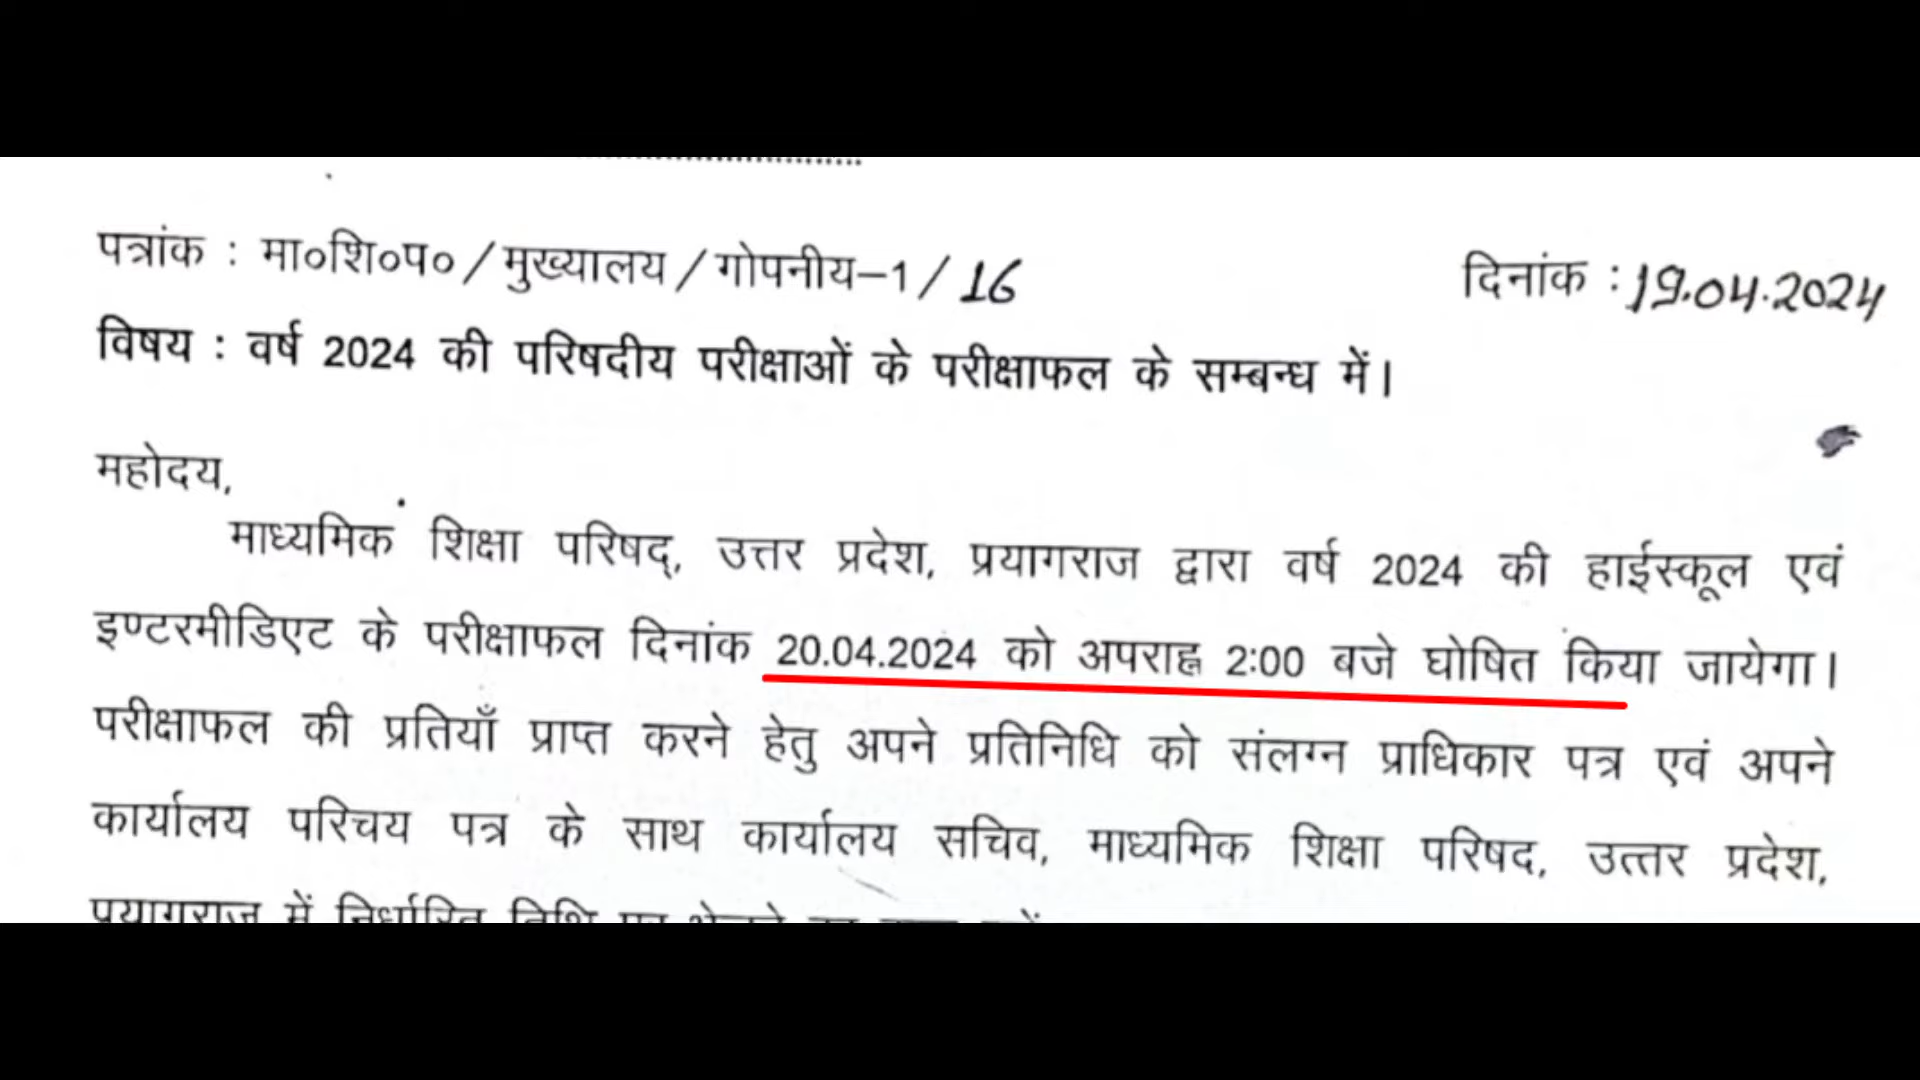 पत्रांक : मा०शि०प०/मुख्यालय/गोपनीय–1/16 दिनांक :19.04.2024
विषय : वर्ष 2024 की परिषदीय परीक्षाओं के परीक्षाफल के सम्बन्ध में।
महोदय,
माध्यमिक शिक्षा परिषद्, उत्तर प्रदेश, प्रयागराज द्वारा वर्ष 2024 की हाईस्कूल एवं
इण्टरमीडिएट के परीक्षाफल दिनांक 20.04.2024 को अपराह्न 2:00 बजे घोषित किया जायेगा।
परीक्षाफल की प्रतियाँ प्राप्त करने हेतु अपने प्रतिनिधि को संलग्न प्राधिकार पत्र एवं अपने
कार्यालय परिचय पत्र के साथ कार्यालय सचिव, माध्यमिक शिक्षा परिषद, उत्तर प्रदेश,
प्रयागराज में निर्धारित तिथि पर